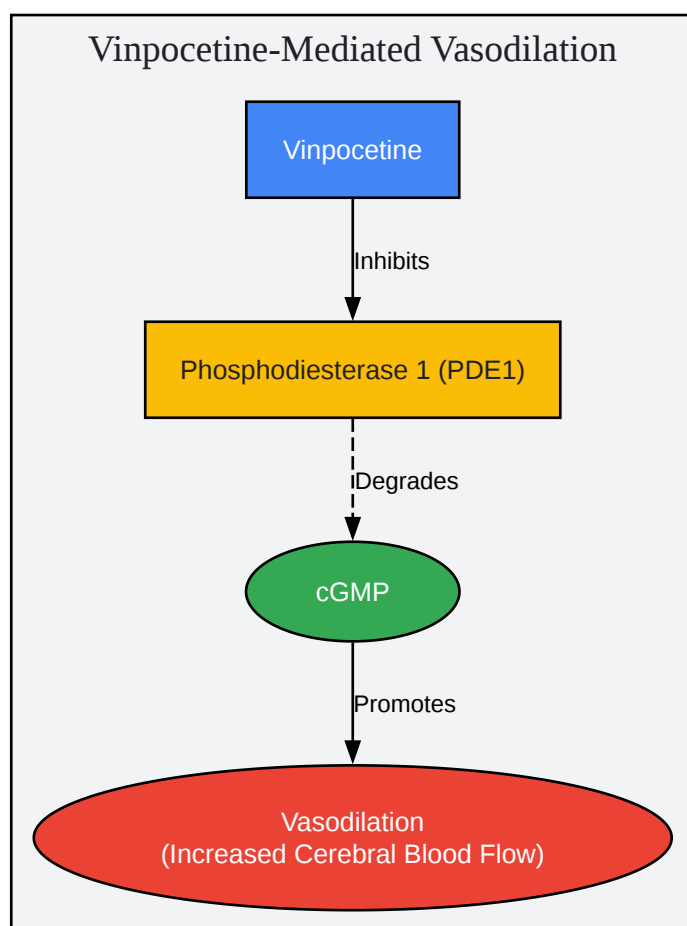 Vinpocetine-Mediated Vasodilation
Vinpocetine
Inhibits
Phosphodiesterase 1 (PDE1)
Degrades
cGMP
Promotes
Vasodilation
(Increased Cerebral Blood Flow)